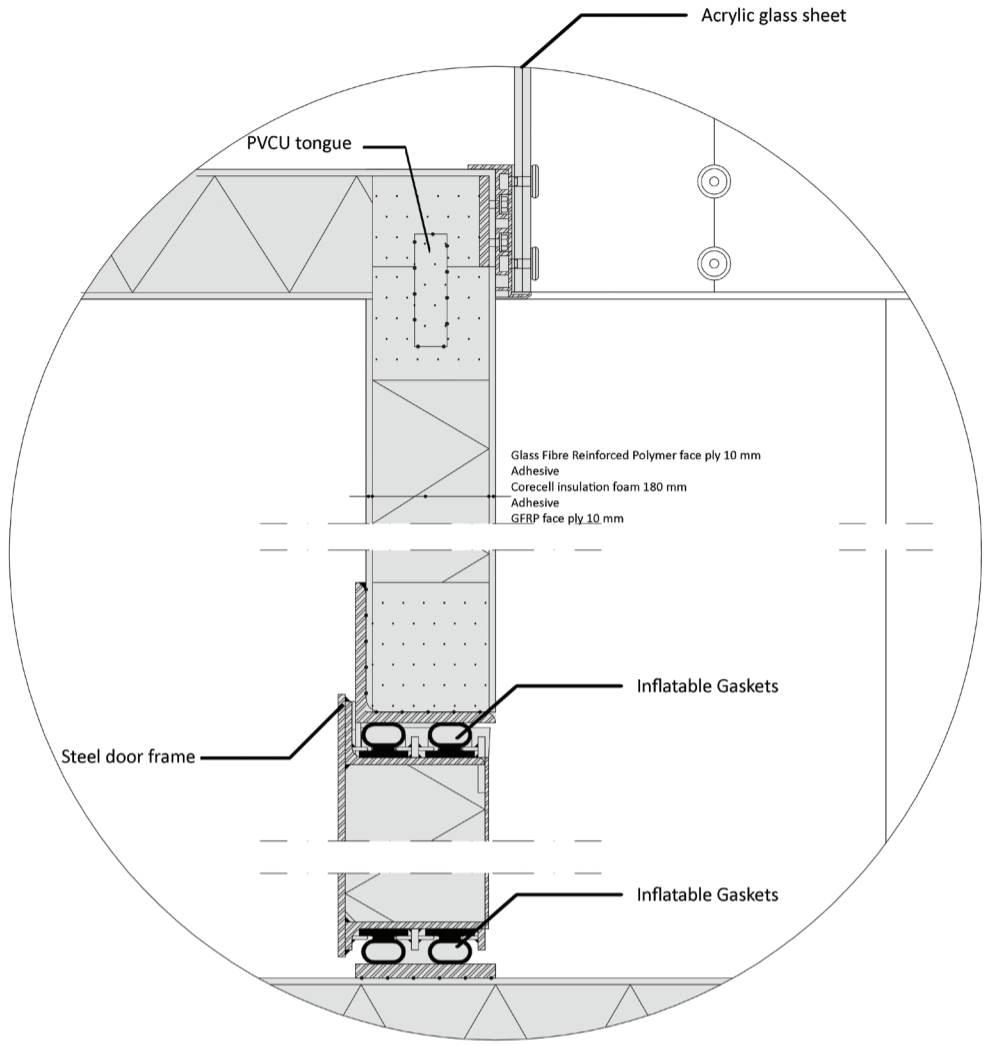 Acrylic glass sheet
PVCU tongue
Glass Fibre Reinforced Polymer face ply 10 mm
Adhesive
Corecell insulation foam 180 mm
Adhesive
GFRP face ply 10 mm
Inflatable Gaskets
Steel door frame
Inflatable Gaskets